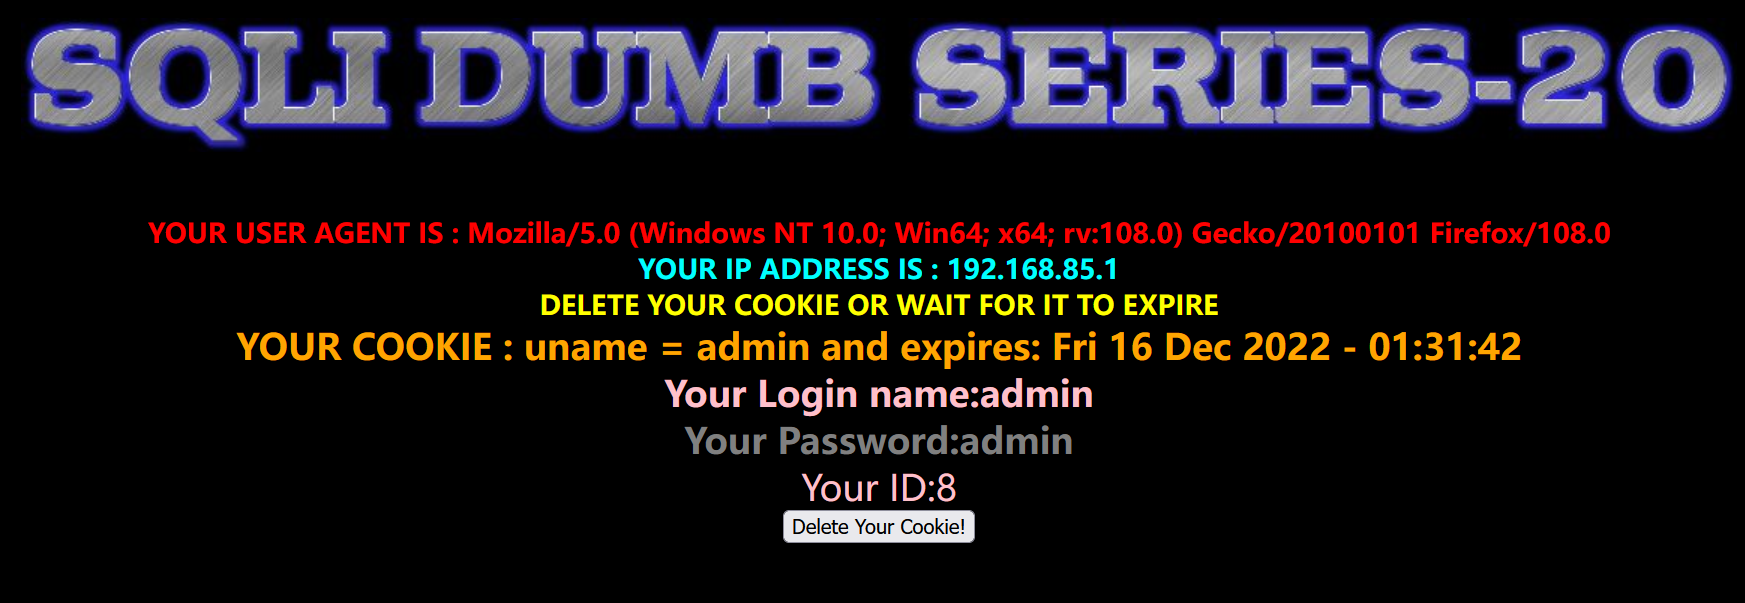 SQLI DUMB SERIES-20
YOUR USER AGENT IS : Mozilla/5.0 (Windows NT 10.0; Win64; x64; rv:108.0) Gecko/20100101 Firefox/108.0
YOUR IP ADDRESS IS : 192.168.85.1
DELETE YOUR COOKIE OR WAIT FOR IT TO EXPIRE
YOUR COOKIE : uname = admin and expires: Fri 16 Dec 2022 - 01:31:42
Your Login name:admin
Your Password:admin
Your ID:8
Delete Your Cookie!